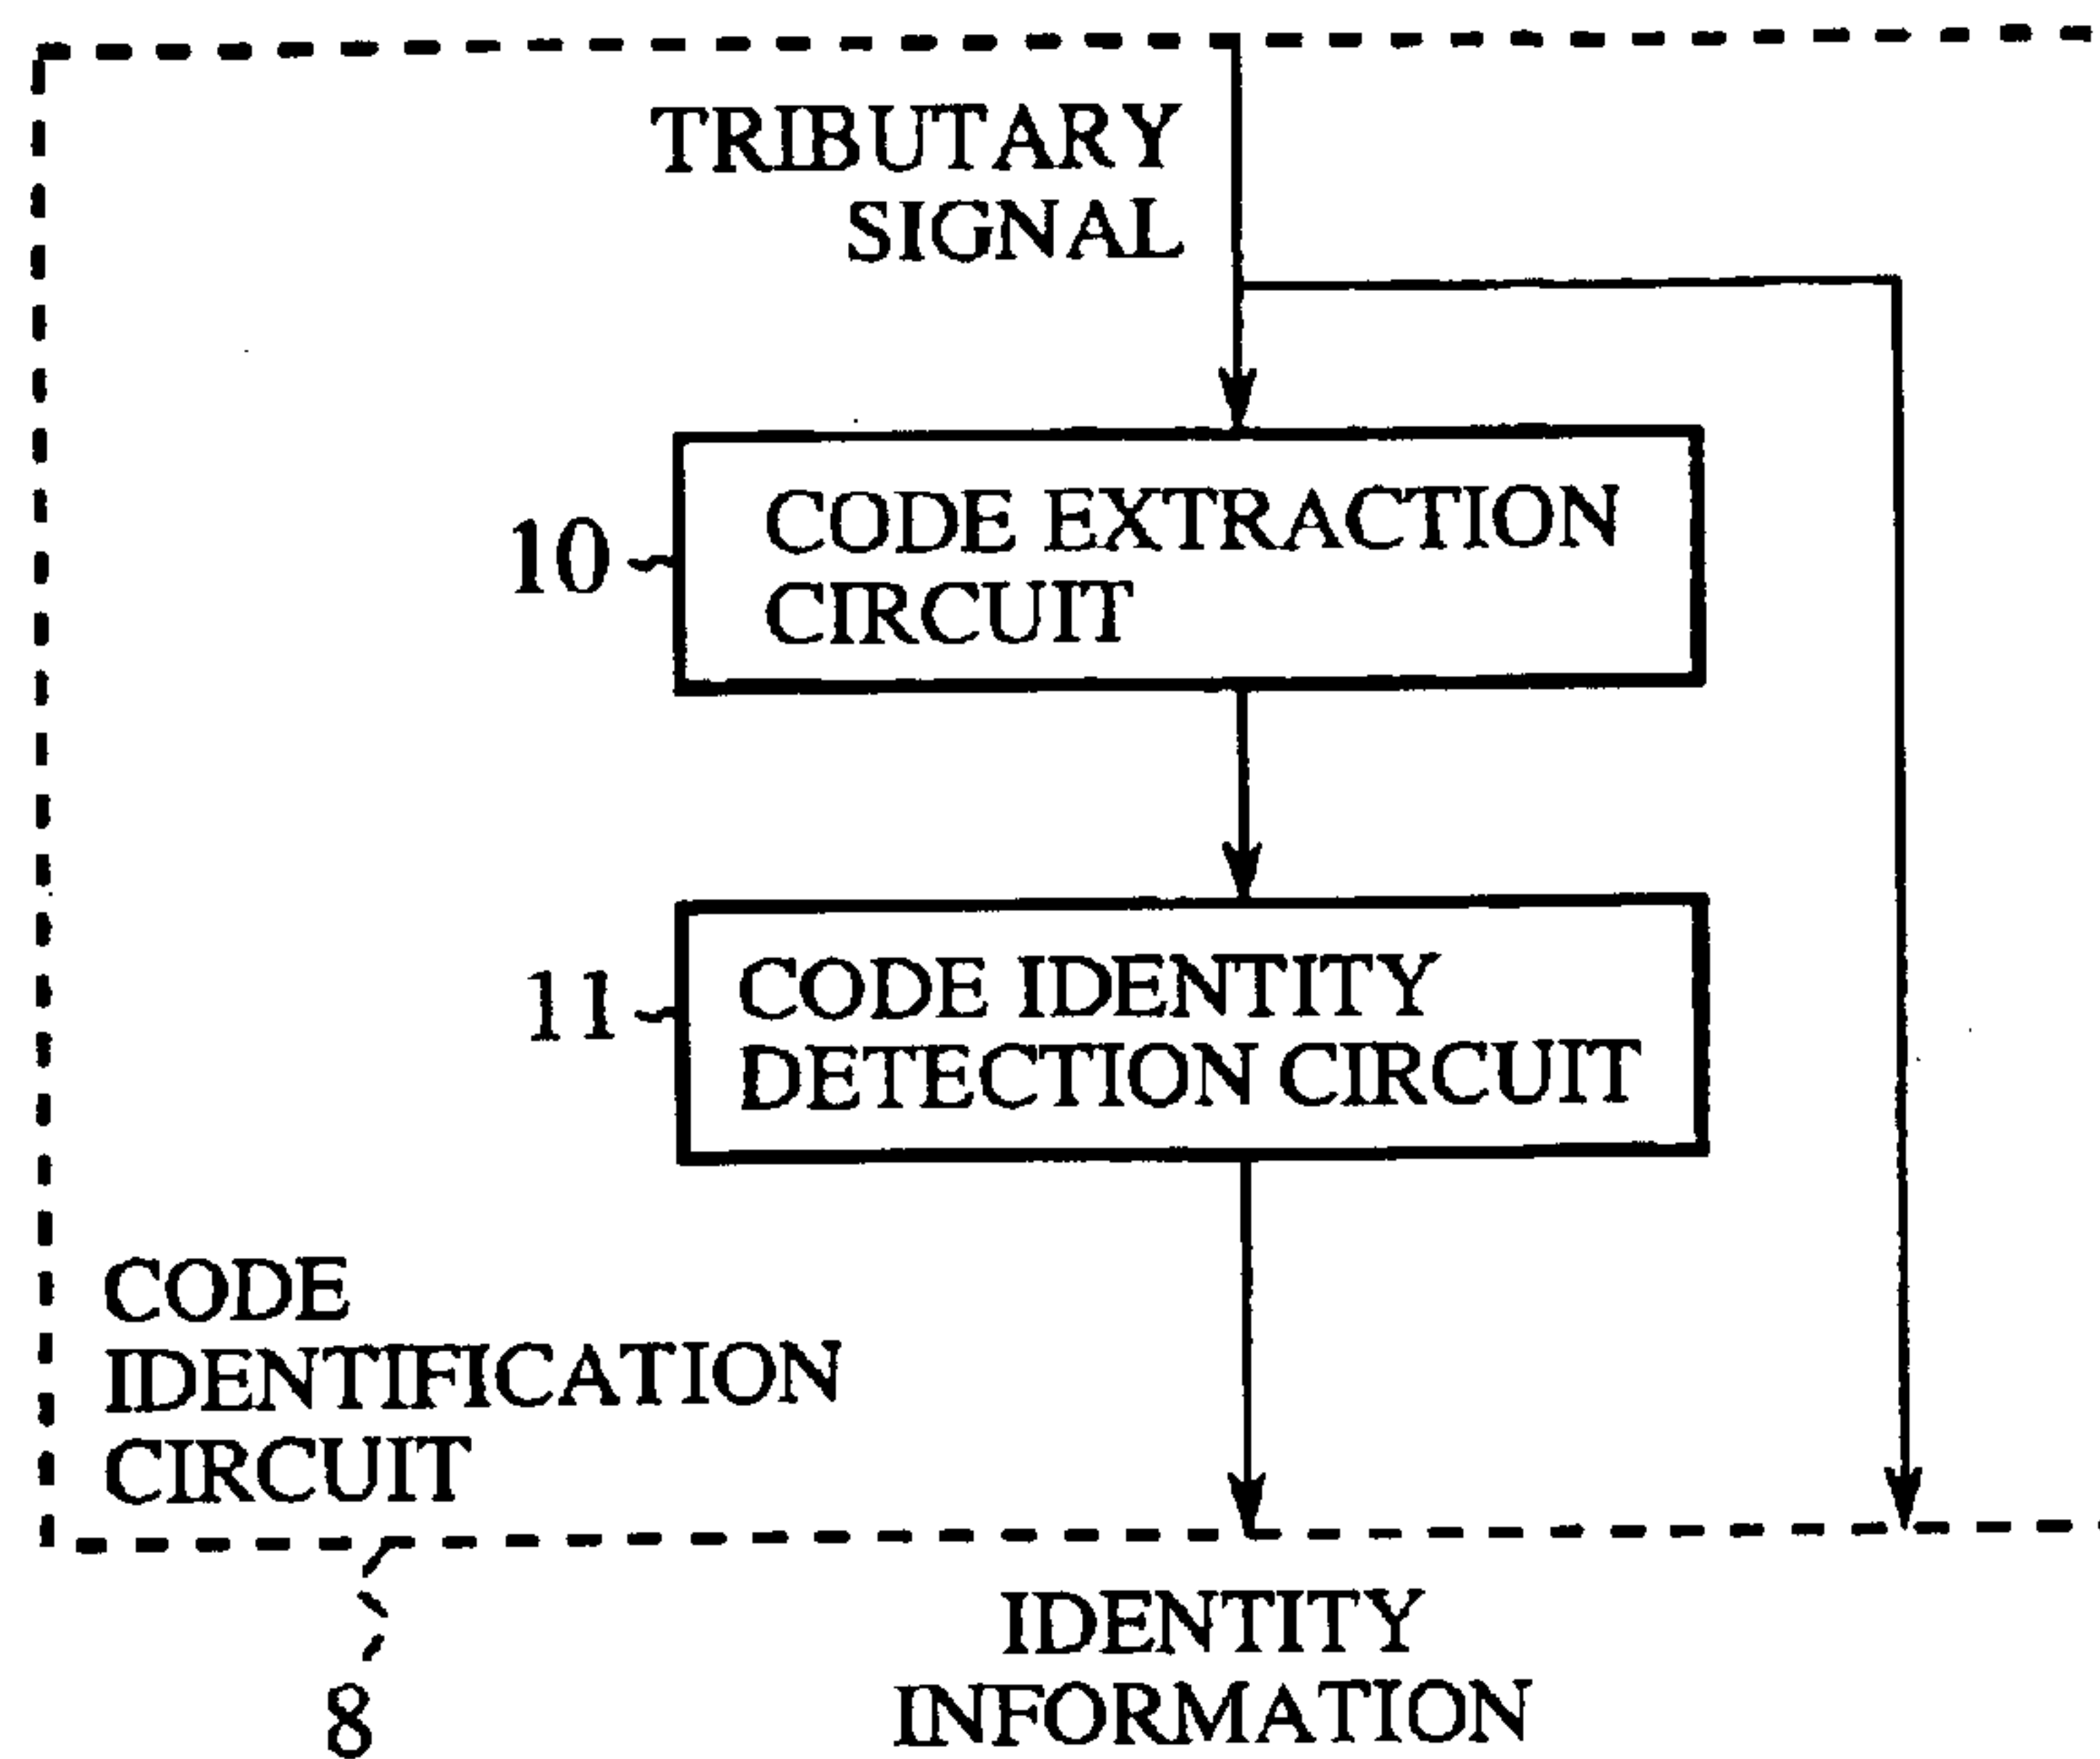 TRIBUTARY
SIGNAL
10
CODE EXTRACTION
CIRCUIT
11
CODE IDENTITY
DETECTION CIRCUIT
CODE
IDENTIFICATION
CIRCUIT
8
IDENTITY
INFORMATION